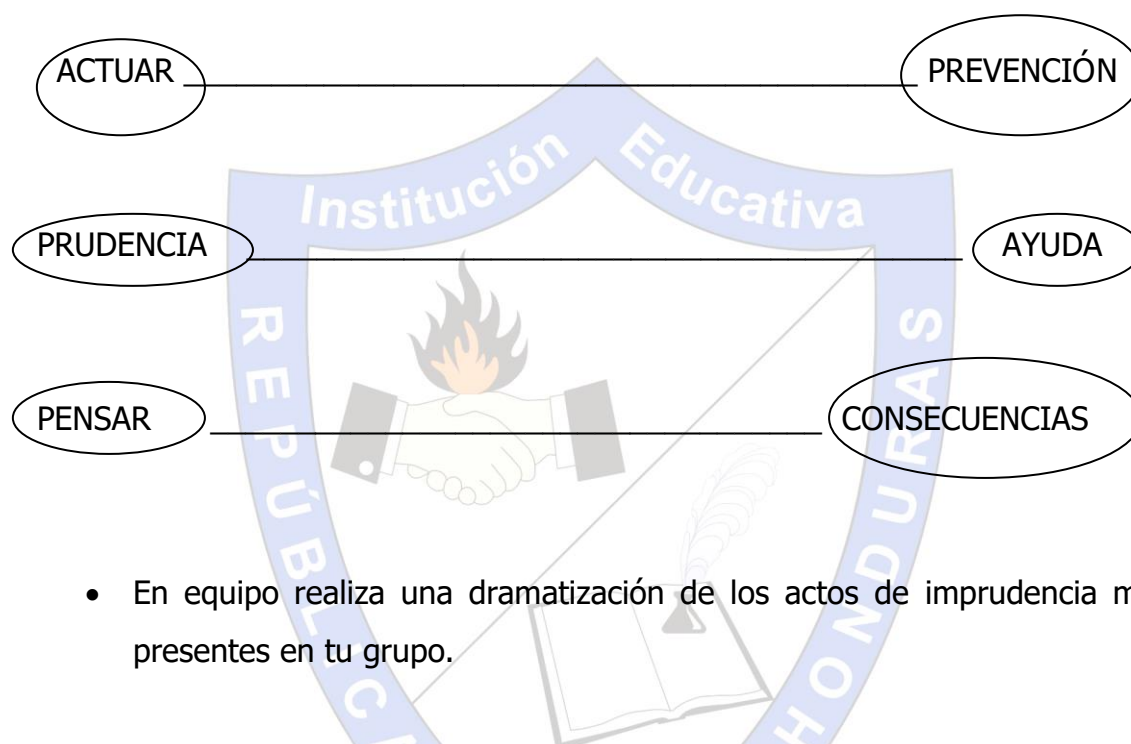 ACTUAR PREVENCIÓN
Institución Educativa
PRUDENCIA AYUDA
REPÚBLICA
HONDURAS
PENSAR CONSECUENCIAS
• En equipo realiza una dramatización de los actos de imprudencia
presentes en tu grupo.